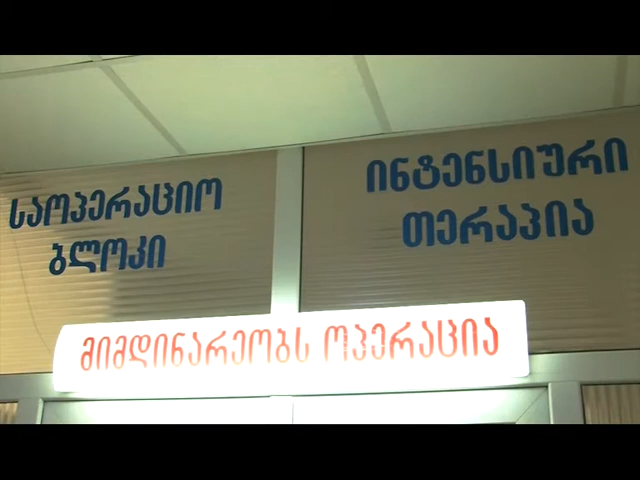 საოპერაციო
ბლოკი
ინტენსიური
თერაპია
მიმდინარეობს ოპერაცია